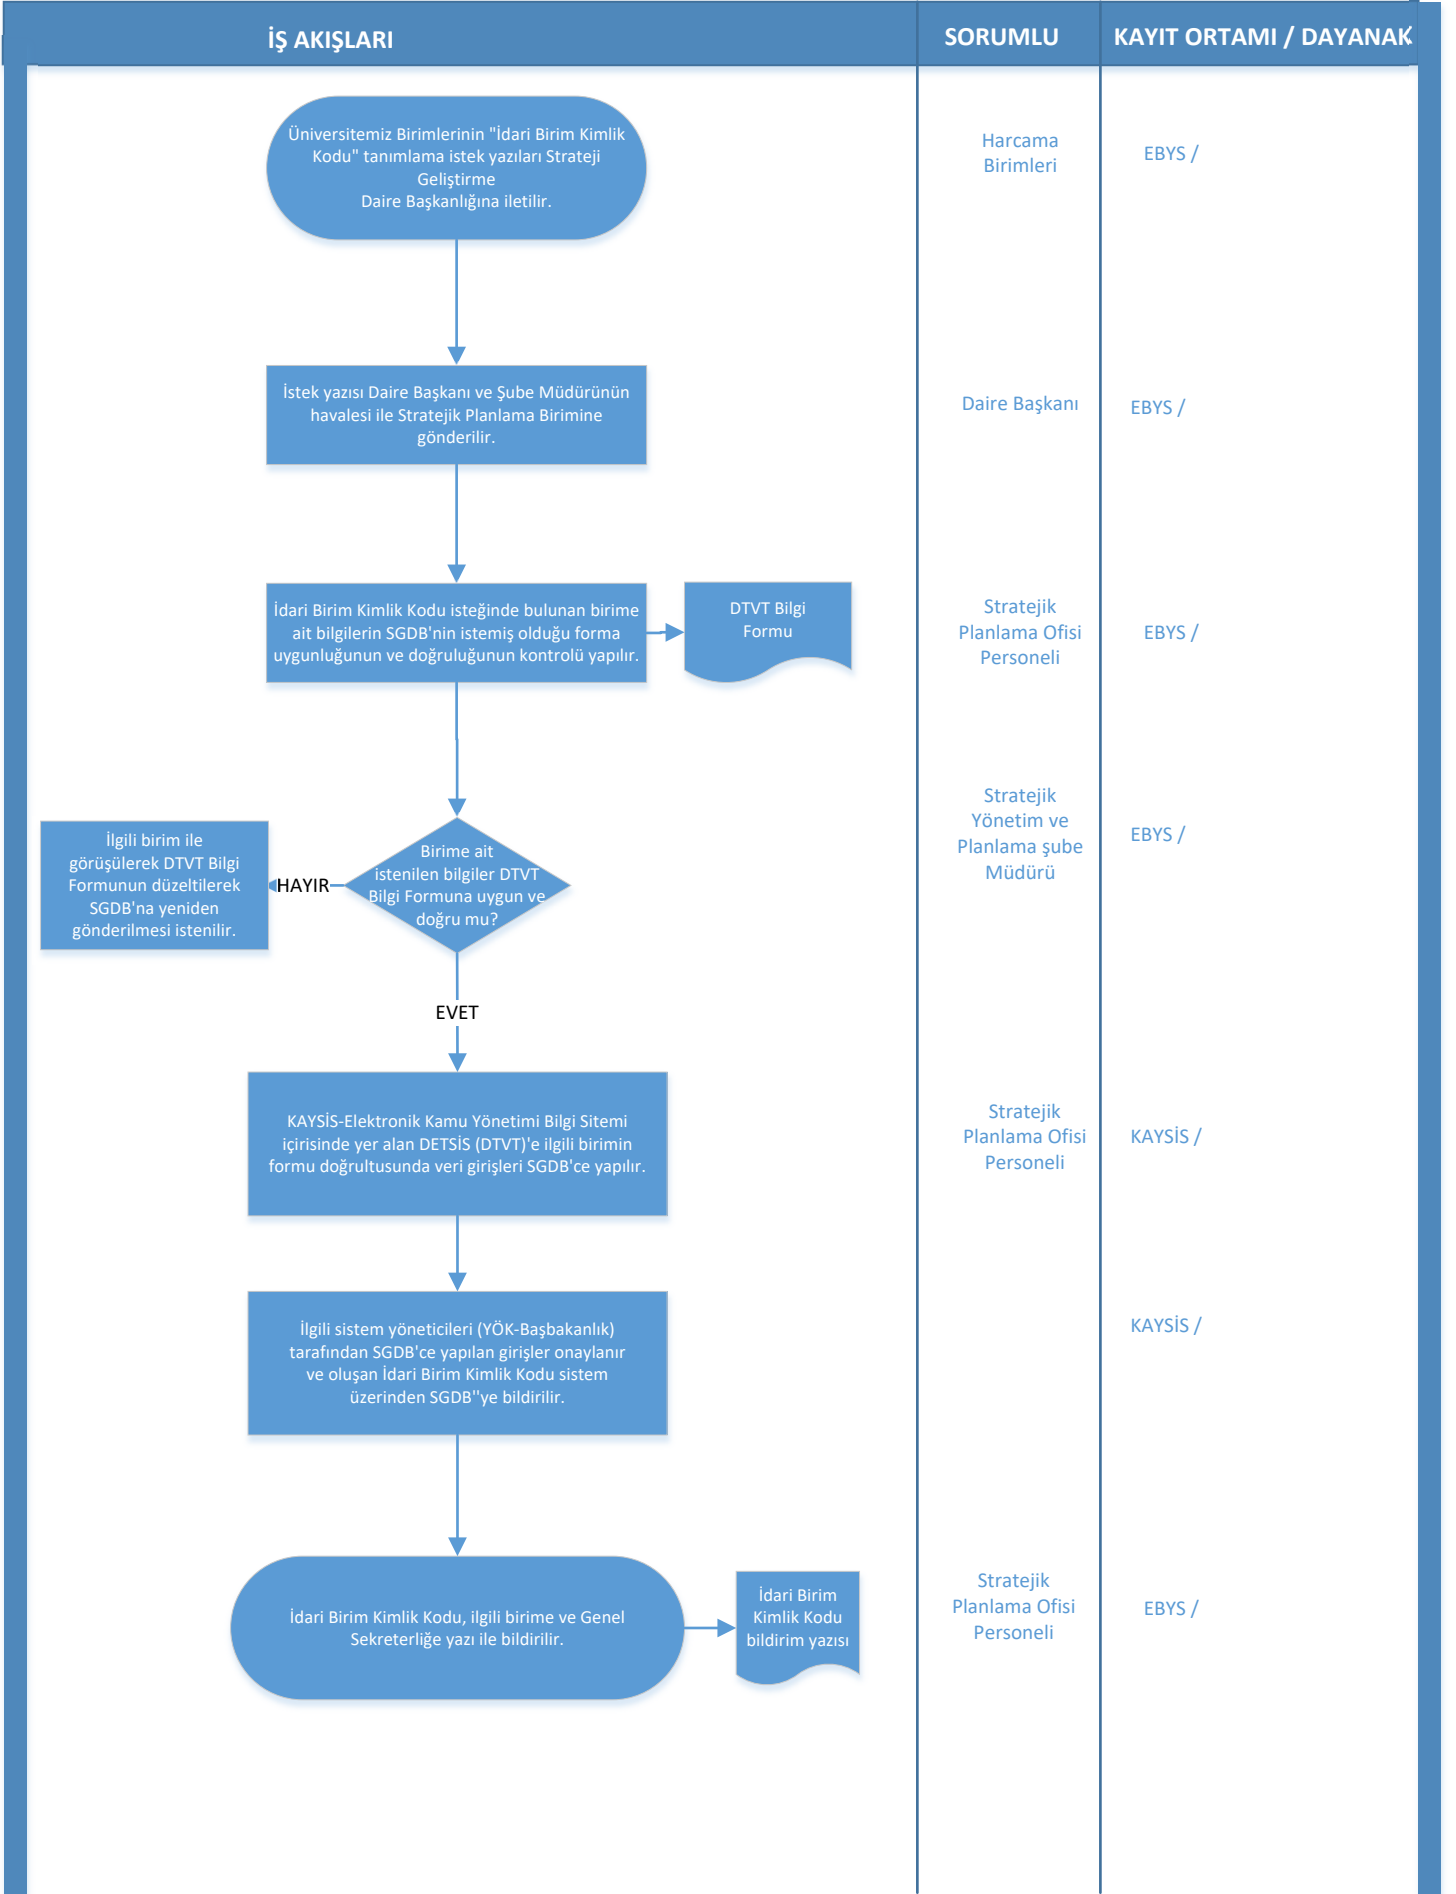 İŞ AKIŞLARI
SORUMLU
KAYIT ORTAMI / DAYANAK
Üniversitemiz Birimlerinin "İdari Birim Kimlik
Kodu" tanımlama istek yazıları Strateji
Geliştirme
Daire Başkanlığına iletilir.
Harcama
Birimleri
EBYS /
İstek yazısı Daire Başkanı ve Şube Müdürünün
havalesi ile Stratejik Planlama Birimine
gönderilir.
Daire Başkanı
EBYS /
İdari Birim Kimlik Kodu isteğinde bulunan birime
ait bilgilerin SGDB'nin istemiş olduğu forma
uygunluğunun ve doğruluğunun kontrolü yapılır.
DTVT Bilgi
Formu
Stratejik
Planlama Ofisi
Personeli
EBYS /
Birime ait
istenilen bilgiler DTVT
Bilgi Formuna uygun ve
doğru mu?
HAYIR
İlgili birim ile
görüşülerek DTVT Bilgi
Formunun düzeltilerek
SGDB'na yeniden
gönderilmesi istenilir.
Stratejik
Yönetim ve
Planlama şube
Müdürü
EBYS /
EVET
KAYSİS-Elektronik Kamu Yönetimi Bilgi Sitemi
içirisinde yer alan DETSİS (DTVT)'e ilgili birimin
formu doğrultusunda veri girişleri SGDB'ce yapılır.
Stratejik
Planlama Ofisi
Personeli
KAYSİS /
İlgili sistem yöneticileri (YÖK-Başbakanlık)
tarafından SGDB'ce yapılan girişler onaylanır
ve oluşan İdari Birim Kimlik Kodu sistem
üzerinden SGDB''ye bildirilir.
KAYSİS /
İdari Birim Kimlik Kodu, ilgili birime ve Genel
Sekreterliğe yazı ile bildirilir.
İdari Birim
Kimlik Kodu
bildirim yazısı
Stratejik
Planlama Ofisi
Personeli
EBYS /